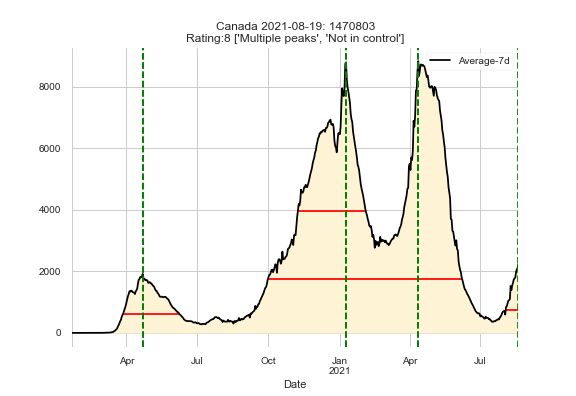 Canada 2021-08-19: 1470803
Rating:8 ['Multiple peaks', 'Not in control']
Average-7d
8000
6000
4000
2000
0
Apr Jul Oct Jan Apr Jul
2021
Date